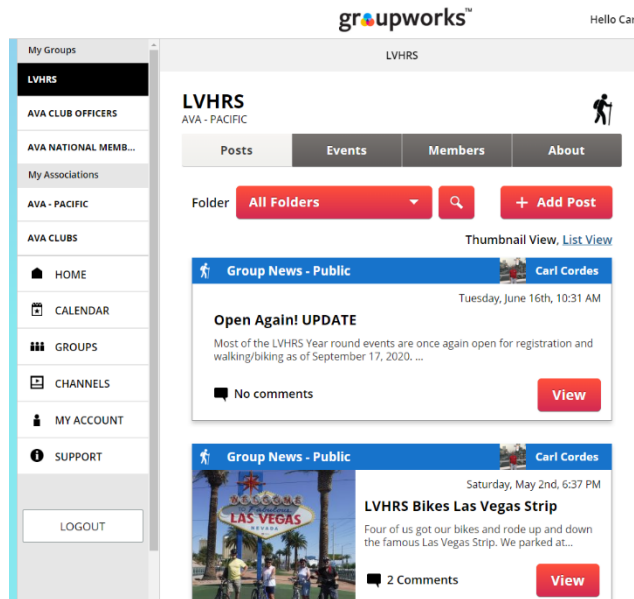 groupworks™
Hello Car
My Groups
LVHRS
AVA CLUB OFFICERS
AVA NATIONAL MEMB...
My Associations
AVA - PACIFIC
AVA CLUBS
HOME
CALENDAR
GROUPS
CHANNELS
MY ACCOUNT
SUPPORT
LOGOUT
LVHRS
LVHRS
AVA - PACIFIC
Posts Events Members About
Folder All Folders + Add Post
Thumbnail View, List View
Group News - Public Carl Cordes
Tuesday, June 16th, 10:31 AM
Open Again! UPDATE
Most of the LVHRS Year round events are once again open for registration and
walking/biking as of September 17, 2020. ...
No comments View
Group News - Public Carl Cordes
Saturday, May 2nd, 6:37 PM
LVHRS Bikes Las Vegas Strip
Four of us got our bikes and rode up and down
the famous Las Vegas Strip. We parked at...
2 Comments View
WELCOME
To Fabulous
LAS VEGAS
NEVADA